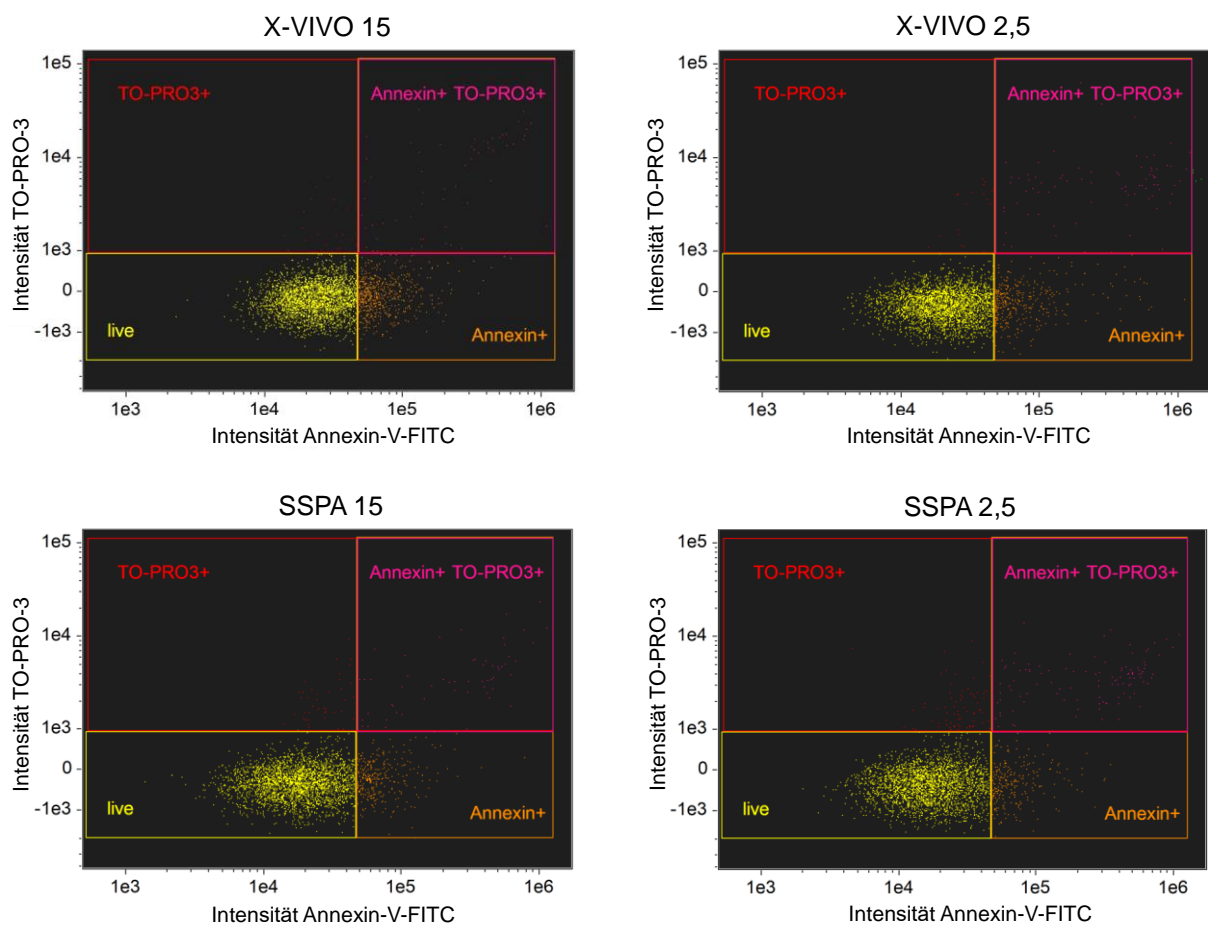 X-VIVO 15
Intensität TO-PRO-3
1e5
1e4
1e3
0
-1e3
TO-PRO3+
Annexin+ TO-PRO3+
live
Annexin+
1e3
1e4
1e5
1e6
Intensität Annexin-V-FITC
X-VIVO 2,5
Intensität TO-PRO-3
1e5
1e4
1e3
0
-1e3
TO-PRO3+
Annexin+ TO-PRO3+
live
Annexin+
1e3
1e4
1e5
1e6
Intensität Annexin-V-FITC
SSPA 15
Intensität TO-PRO-3
1e5
1e4
1e3
0
-1e3
TO-PRO3+
Annexin+ TO-PRO3+
live
Annexin+
1e3
1e4
1e5
1e6
Intensität Annexin-V-FITC
SSPA 2,5
Intensität TO-PRO-3
1e5
1e4
1e3
0
-1e3
TO-PRO3+
Annexin+ TO-PRO3+
live
Annexin+
1e3
1e4
1e5
1e6
Intensität Annexin-V-FITC